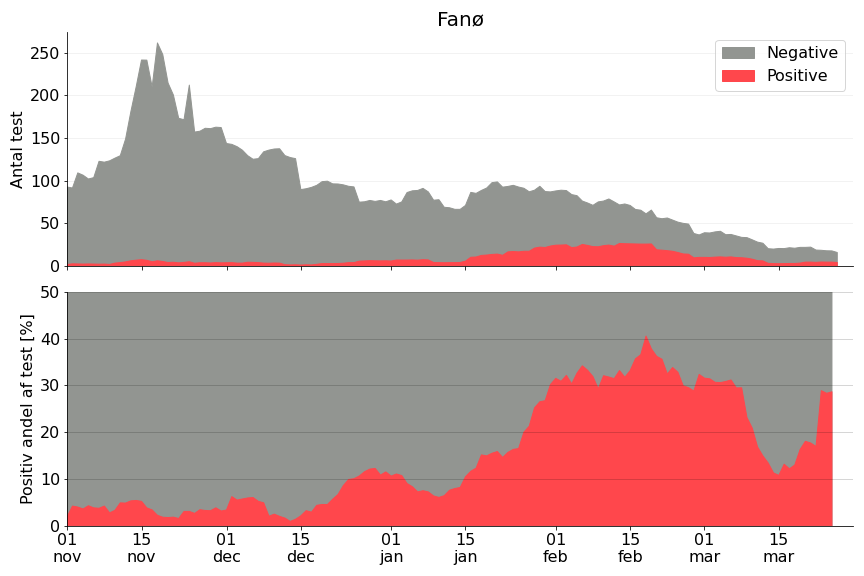 Fanø
Antal test
250
200
150
100
50
0
Negative
Positive
Positiv andel af test [%]
50
40
30
20
10
0
01 15 01 15 01 15 01 15 01 15
nov nov dec dec jan jan feb feb mar mar